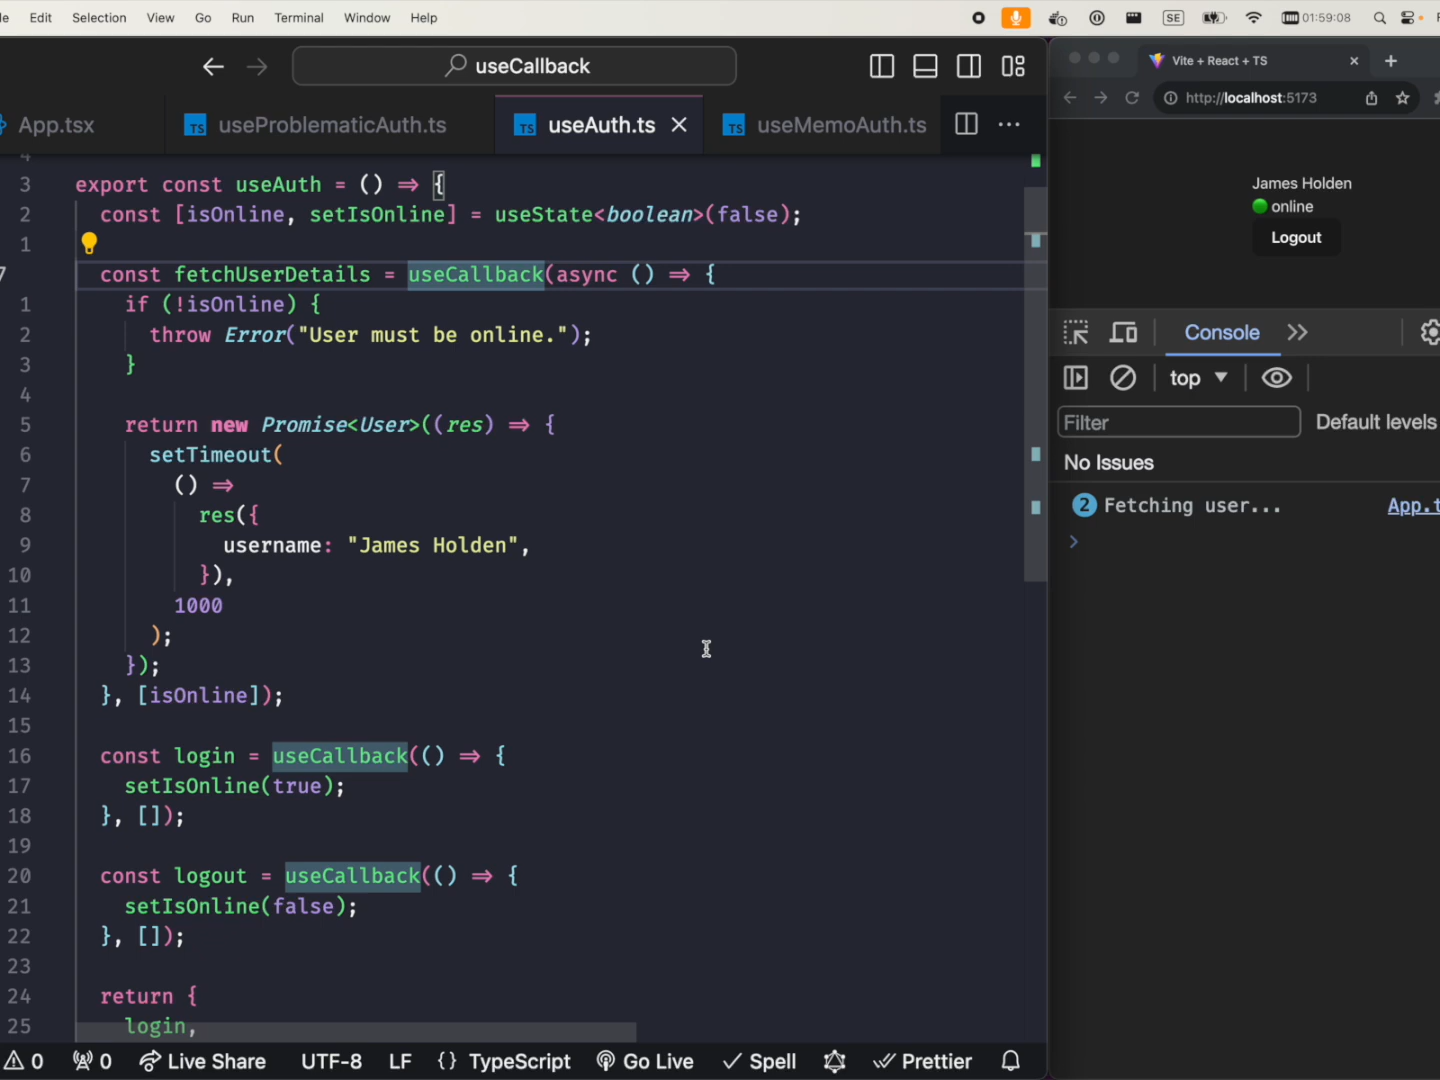 Edit Selection View Go Run Terminal Window Help SE 01:59:08
useCallback
App.tsx TS useProblematicAuth.ts TS useAuth.ts TS useMemoAuth.ts
3 export const useAuth = () ⇒ {
2 const [isOnline, setIsOnline] = useState<boolean>(false);
1
7 const fetchUserDetails = useCallback(async () ⇒ {
1 if (!isOnline) {
2 throw Error("User must be online.");
3 }
4
5 return new Promise<User>((res) ⇒ {
6 setTimeout(
7 () ⇒
8 res({
9 username: "James Holden",
10 }),
11 1000
12 );
13 });
14 }, [isOnline]);
15
16 const login = useCallback(() ⇒ {
17 setIsOnline(true);
18 }, []);
19
20 const logout = useCallback(() ⇒ {
21 setIsOnline(false);
22 }, []);
23
24 return {
25 login,
0 0 Live Share UTF-8 LF {} TypeScript Go Live Spell Prettier
Vite + React + TS
http://localhost:5173
James Holden
online
Logout
Console
top
Filter Default levels
No Issues
2 Fetching user... App.t